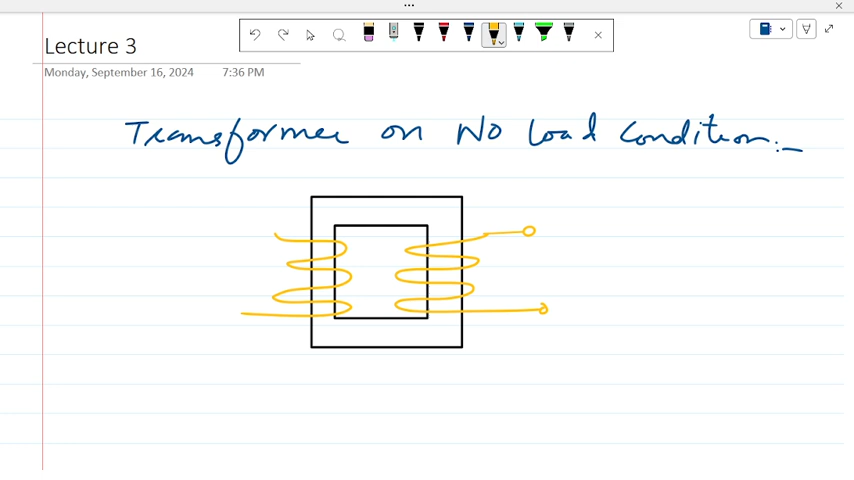 Lecture 3
Monday, September 16, 2024 7:36 PM
Transformer on No Load Condition:-